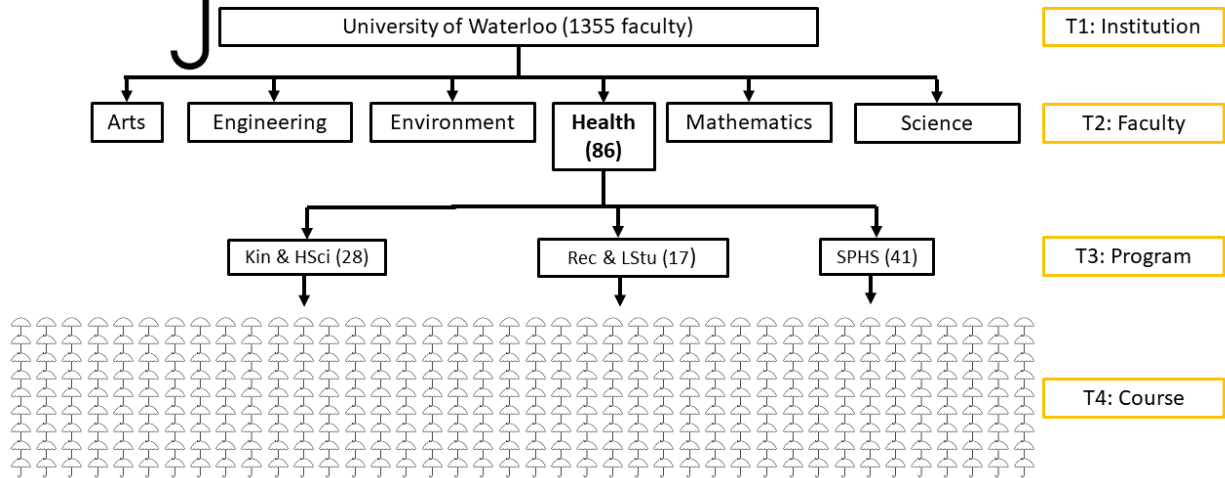 University of Waterloo (1355 faculty)
T1: Institution
Arts
Engineering
Environment
Health
(86)
Mathematics
Science
T2: Faculty
Kin & HSci (28)
Rec & LStu (17)
SPHS (41)
T3: Program
T4: Course